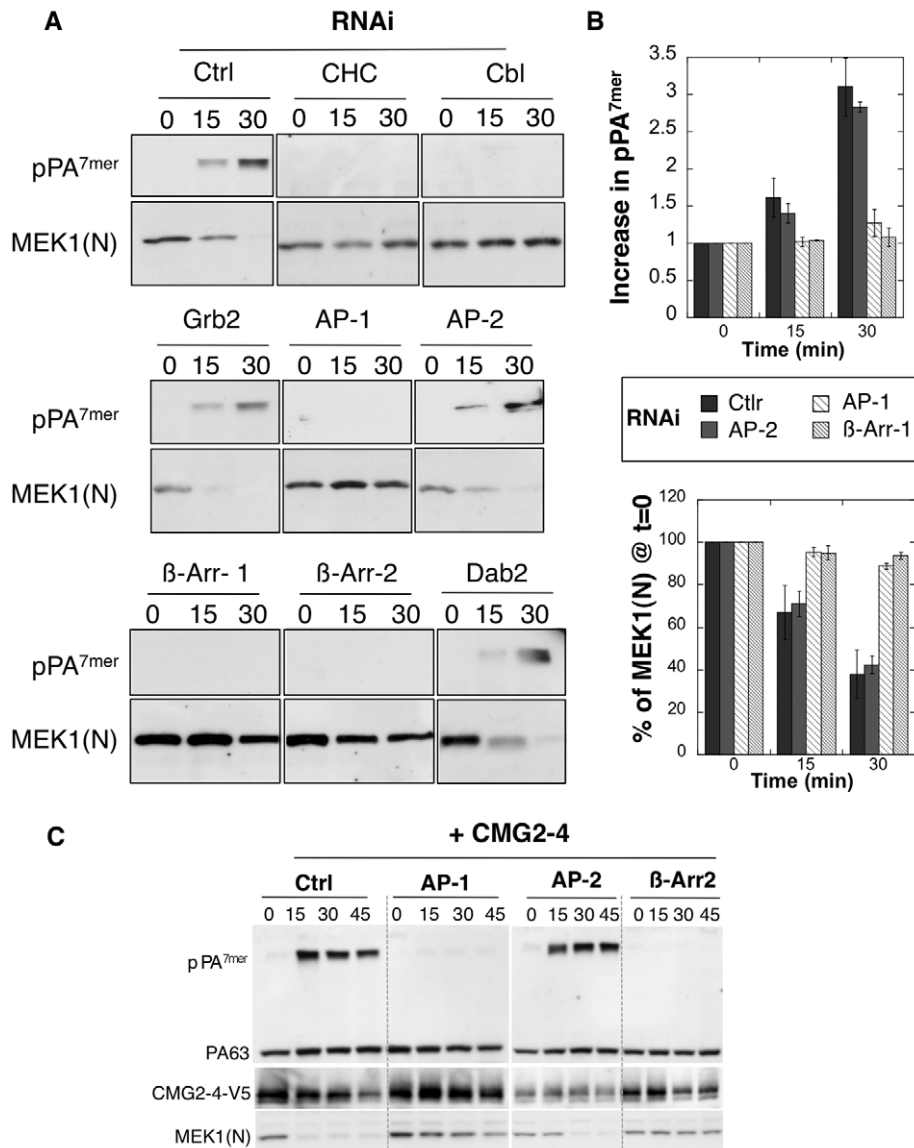 A
RNAi
Ctrl CHC Cbl
0 15 30 0 15 30 0 15 30
pPA7mer
MEK1(N)
Grb2 AP-1 AP-2
0 15 30 0 15 30 0 15 30
pPA7mer
MEK1(N)
ß-Arr- 1 ß-Arr-2 Dab2
0 15 30 0 15 30 0 15 30
pPA7mer
MEK1(N)
B
Increase in pPA7mer
3.5
3
2.5
2
1.5
1
0.5
0
0 15 30
Time (min)
RNAi
Ctlr AP-1
AP-2 ß-Arr-1
% of MEK1(N) @ t=0
120
100
80
60
40
20
0
0 15 30
Time (min)
C
+ CMG2-4
Ctrl AP-1 AP-2 ß-Arr2
0 15 30 45 0 15 30 45 0 15 30 45 0 15 30 45
pPA7mer
PA63
CMG2-4-V5
MEK1(N)